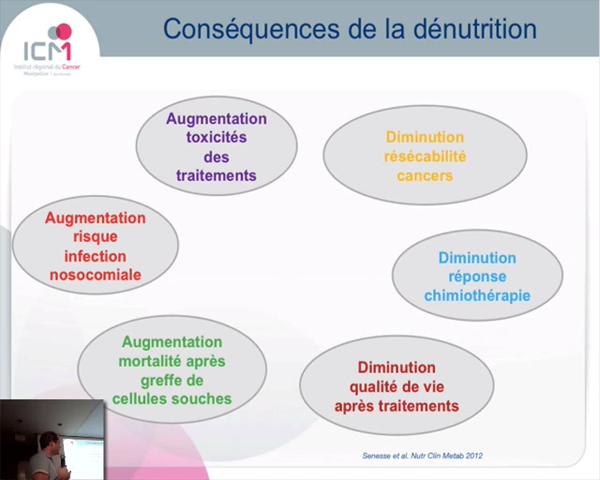 Conséquences de la dénutrition
ICM
Institut régional du Cancer
Montpellier
Augmentation
toxicités
des
traitements
Diminution
résécabilité
cancers
Augmentation
risque
infection
nosocomiale
Diminution
réponse
chimiothérapie
Augmentation
mortalité après
greffe de
cellules souches
Diminution
qualité de vie
après traitements
Senesse et al. Nutr Clin Metab 2012